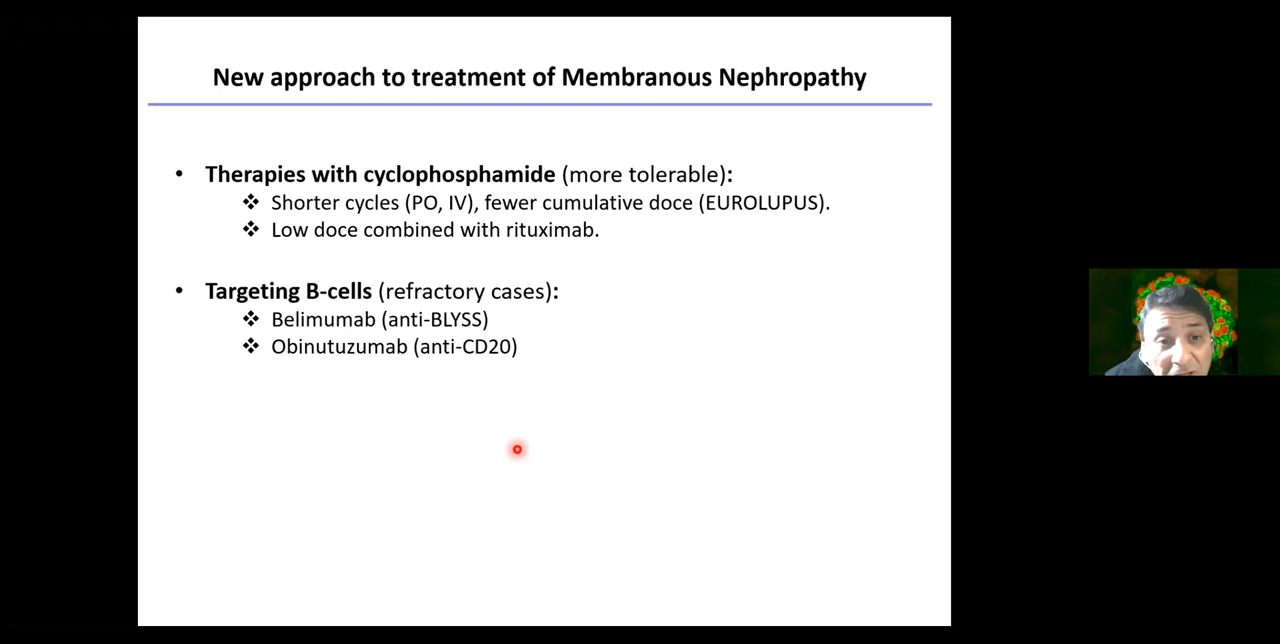 New approach to treatment of Membranous Nephropathy
• Therapies with cyclophosphamide (more tolerable):
❖ Shorter cycles (PO, IV), fewer cumulative doce (EUROLUPUS).
❖ Low doce combined with rituximab.
• Targeting B-cells (refractory cases):
❖ Belimumab (anti-BLYSS)
❖ Obinutuzumab (anti-CD20)